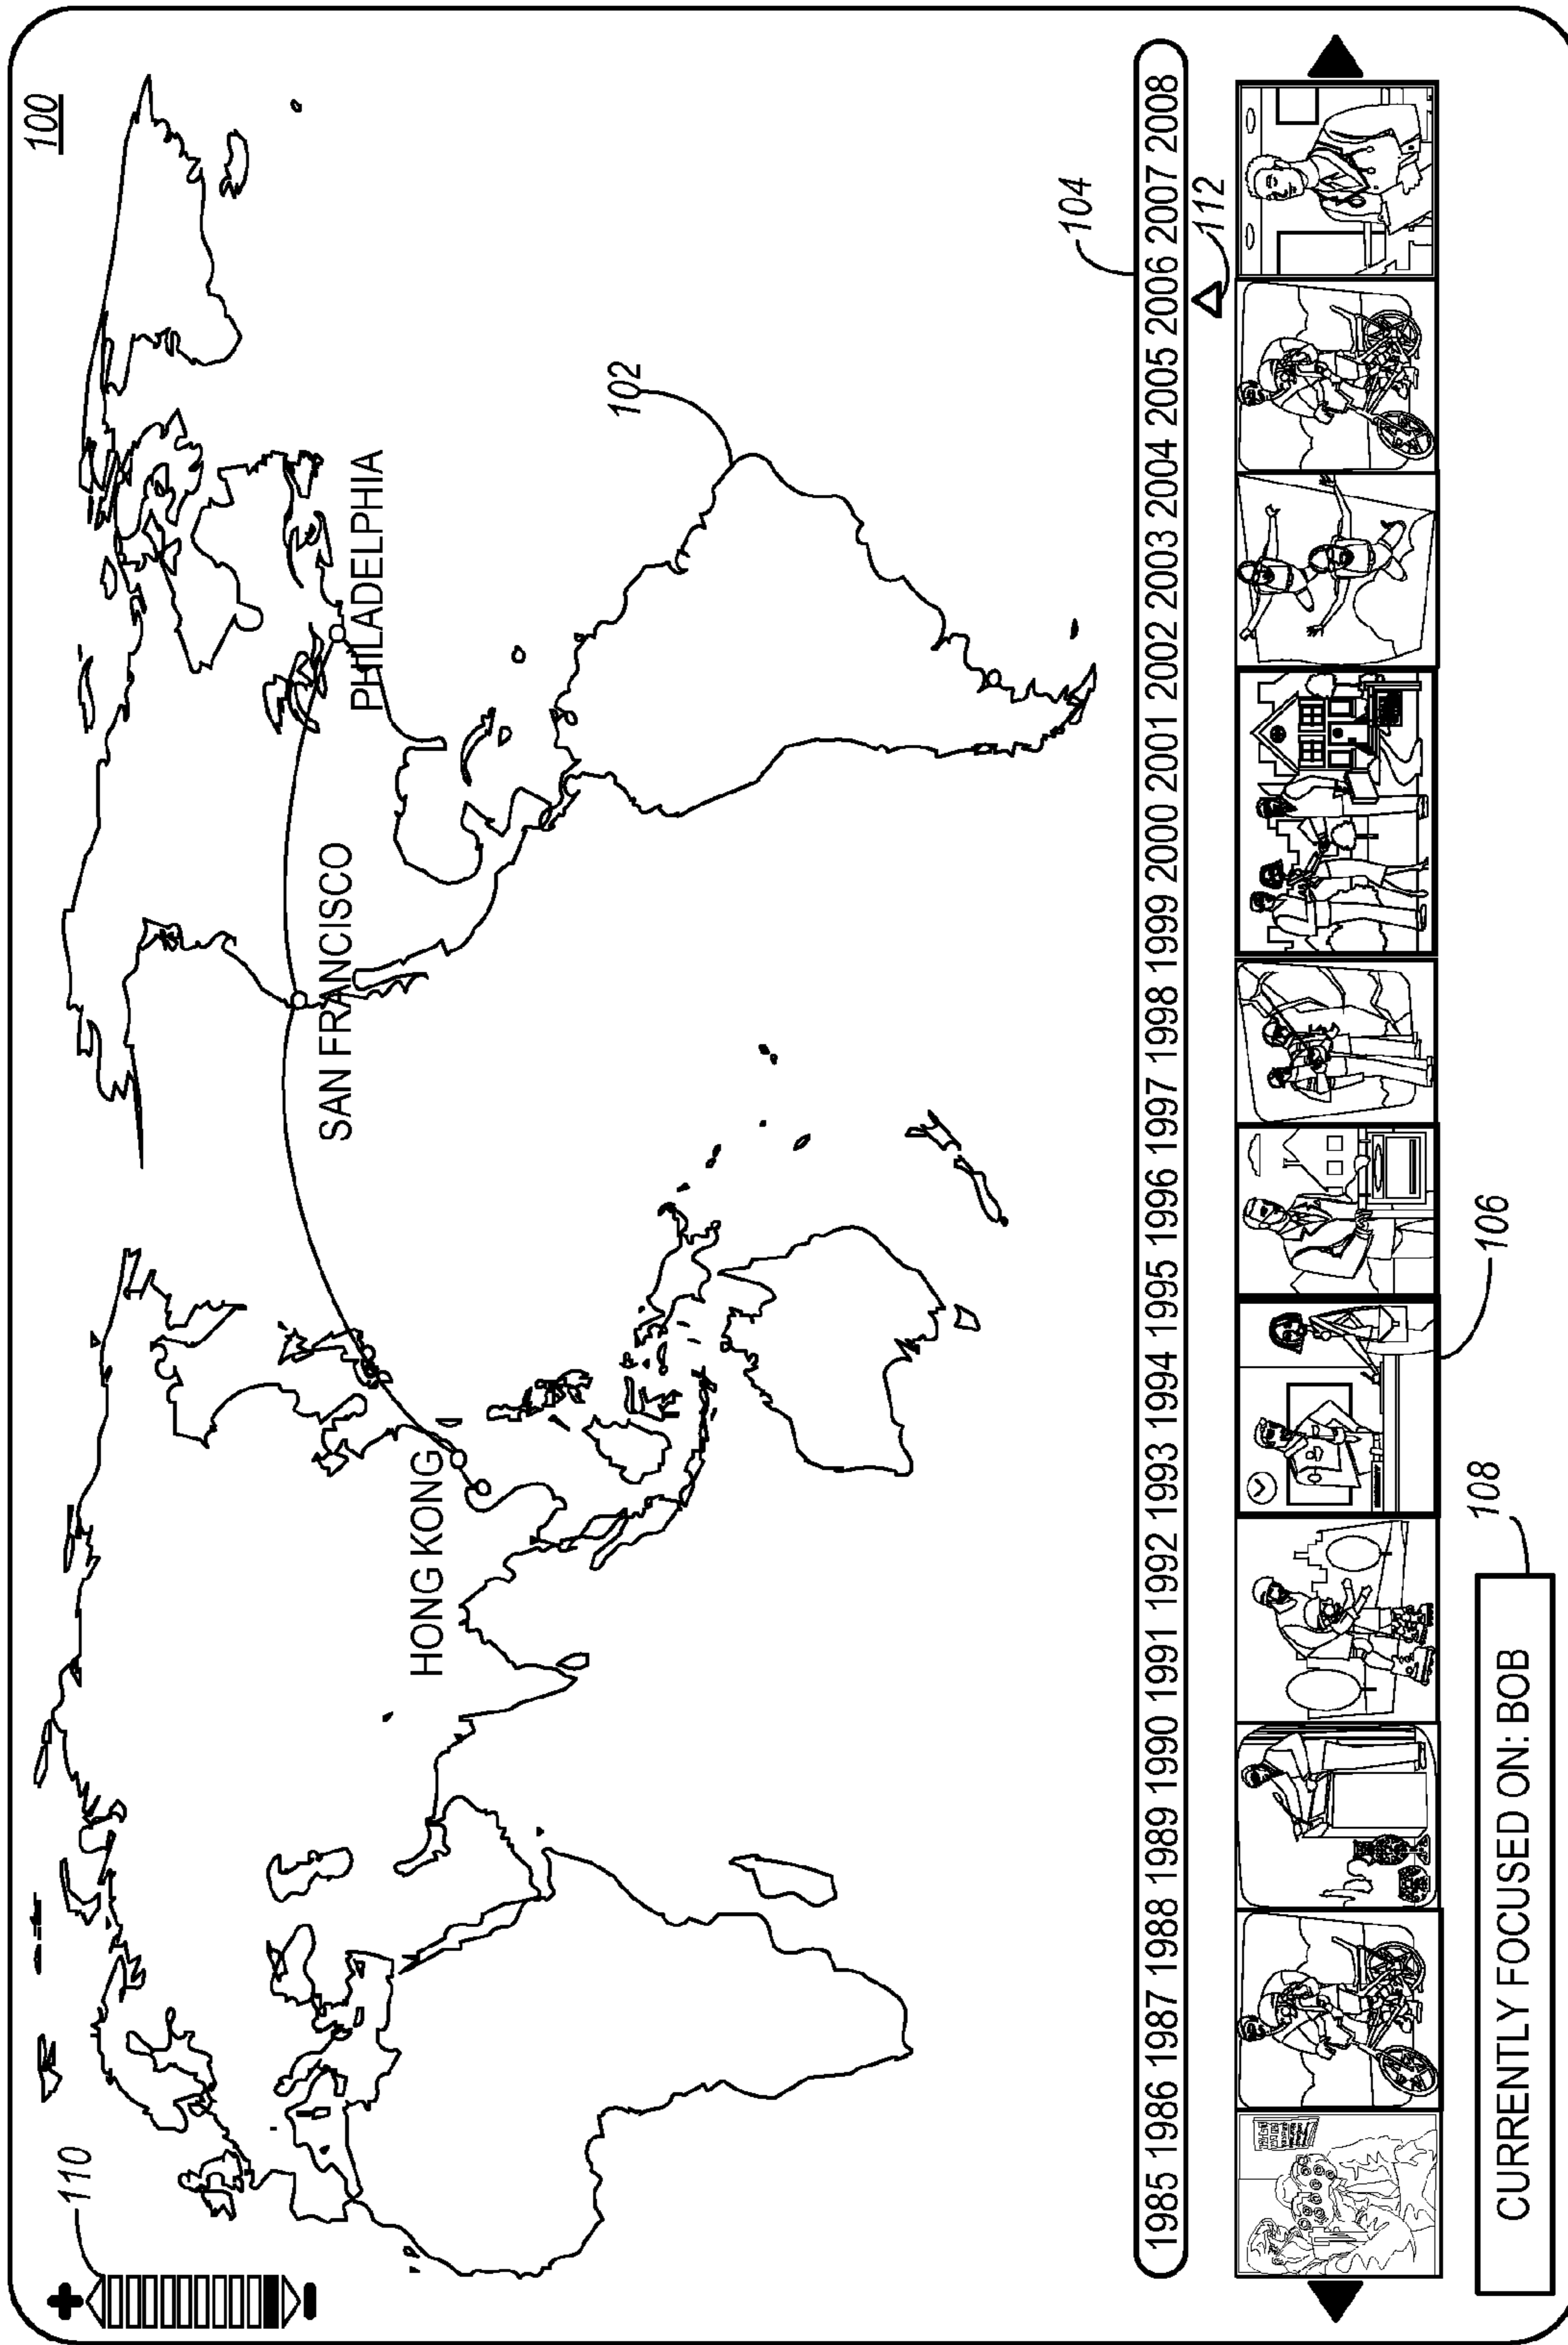 100
110
+
-
PHILADELPHIA
SAN FRANCISCO
HONG KONG
102
104
1985 1986 1987 1988 1989 1990 1991 1992 1993 1994 1995 1996 1997 1998 1999 2000 2001 2002 2003 2004 2005 2006 2007 2008
112
106
108
CURRENTLY FOCUSED ON: BOB